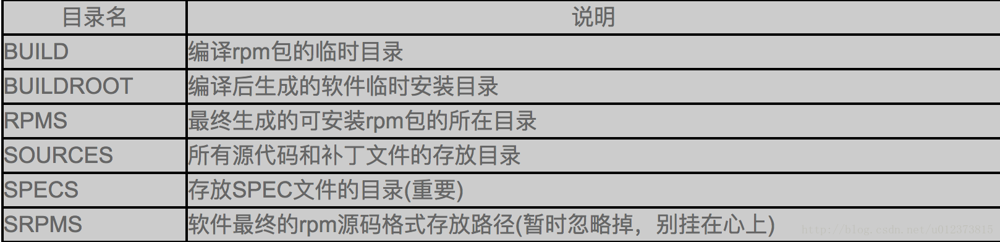 目录名 说明
BUILD 编译rpm包的临时目录
BUILDROOT 编译后生成的软件临时安装目录
RPMS 最终生成的可安装rpm包的所在目录
SOURCES 所有源代码和补丁文件的存放目录
SPECS 存放SPEC文件的目录(重要)
SRPMS 软件最终的rpm源码格式存放路径(暂时忽略掉，别挂在心上)
http://blog.csdn.net/u012373815